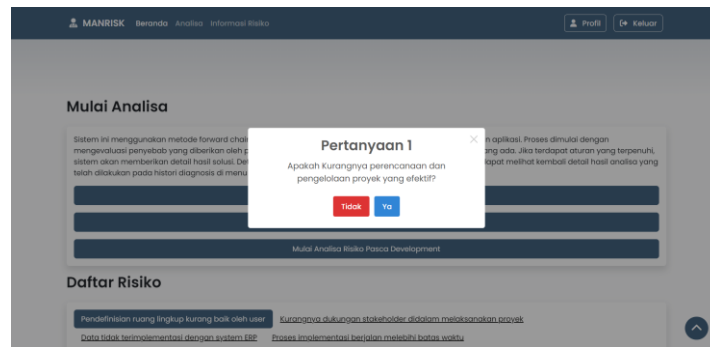 MANRISK Beranda Analisa Informasi Risiko Profil Keluar
Mulai Analisa
Sistem ini menggunakan metode forward chai n aplikasi. Proses dimulai dengan
mengevaluasi penyebab yang diberikan oleh p ang ada. Jika terdapat aturan yang terpenuhi,
sistem akan memberikan detail hasil solusi. De dapat melihat kembali detail hasil analisa yang
telah dilakukan pada histori diagnosis di menu
Pertanyaan 1
Apakah Kurangnya perencanaan dan
pengelolaan proyek yang efektif?
Tidak Ya
Mulai Analisa Risiko Pasca Development
Daftar Risiko
Pendefinisian ruang lingkup kurang baik oleh user Kurangnya dukungan stakeholder didalam melaksanakan proyek
Data tidak terimplementasi dengan system ERP Proses implementasi berjalan melebihi batas waktu